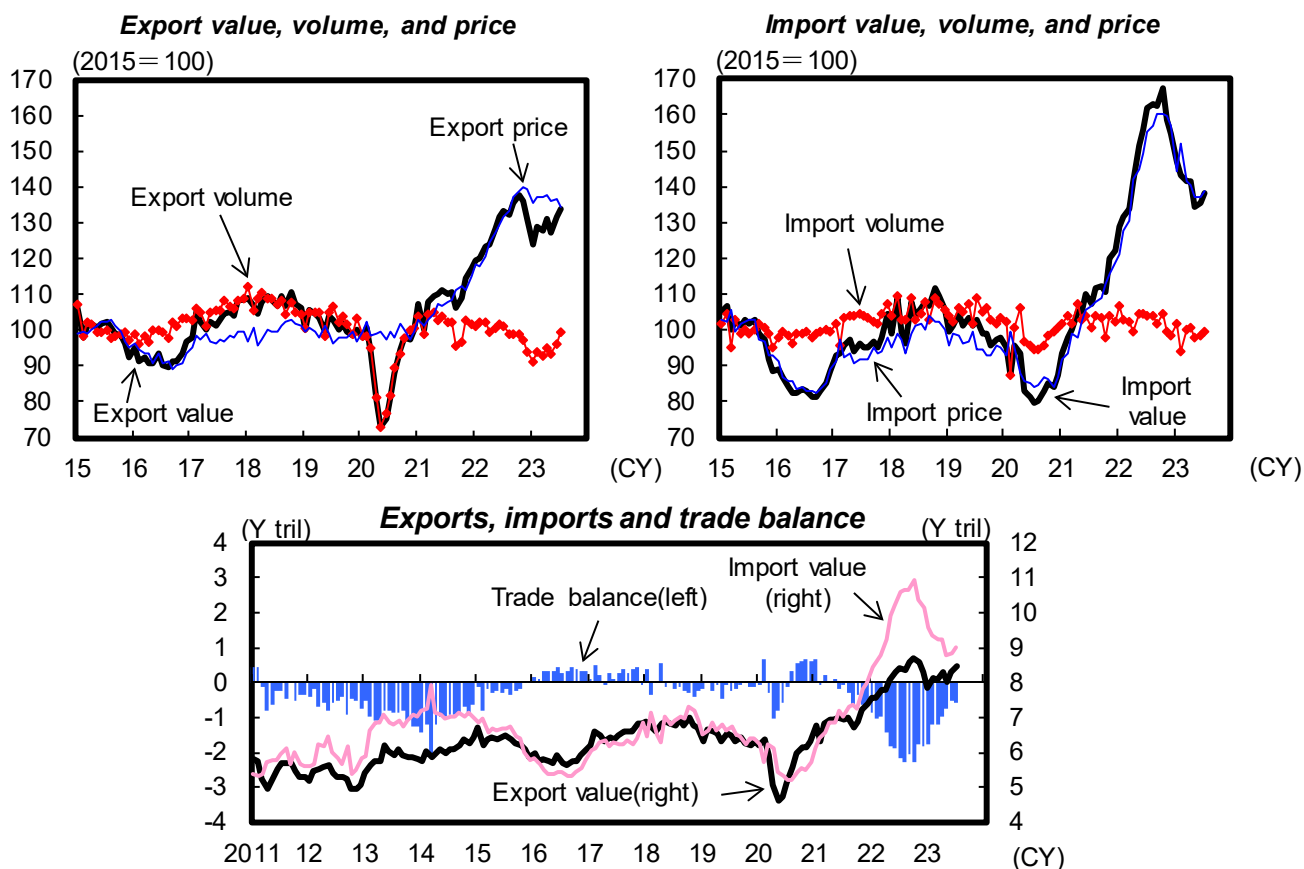 Export value, volume, and price
(2015=100)
170
160
150
140
130
120
110
100
90
80
70
Export price
Export volume
Export value
15 16 17 18 19 20 21 22 23
(CY)
Import value, volume, and price
(2015=100)
170
160
150
140
130
120
110
100
90
80
70
Import volume
Import price
Import
value
15 16 17 18 19 20 21 22 23
(CY)
Exports, imports and trade balance
(Y tril)
(Y tril)
4
3
2
1
0
-1
-2
-3
-4
Trade balance(left)
Import value
(right)
Export value(right)
12
11
10
9
8
7
6
5
4
2011 12 13 14 15 16 17 18 19 20 21 22 23
(CY)